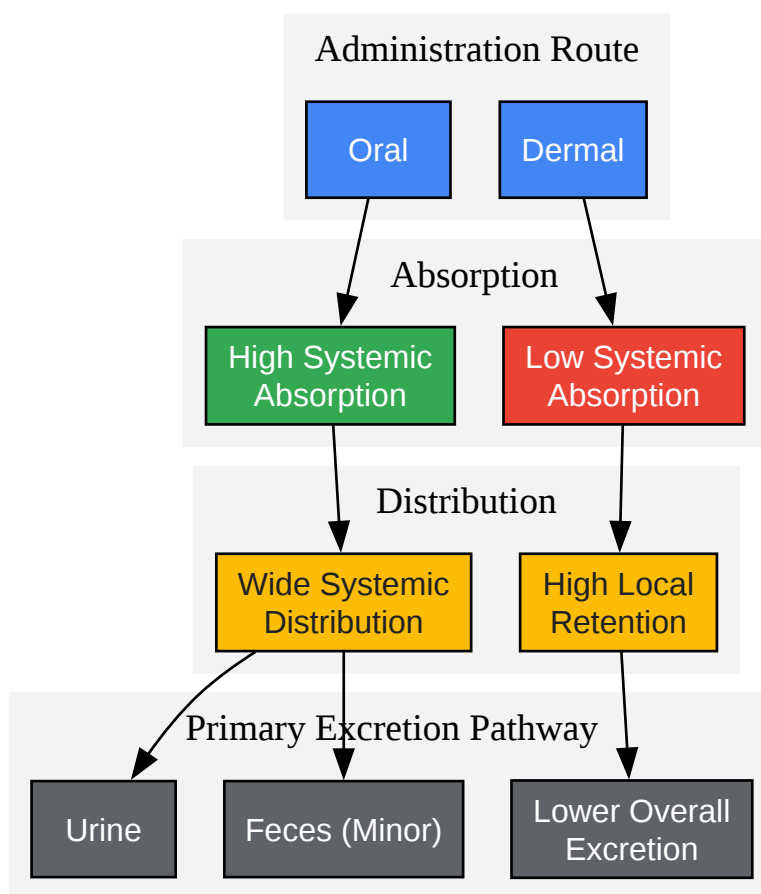 Administration Route
Oral
Dermal
Absorption
High Systemic
Absorption
Low Systemic
Absorption
Distribution
Wide Systemic
Distribution
High Local
Retention
Primary Excretion Pathway
Urine
Feces (Minor)
Lower Overall
Excretion